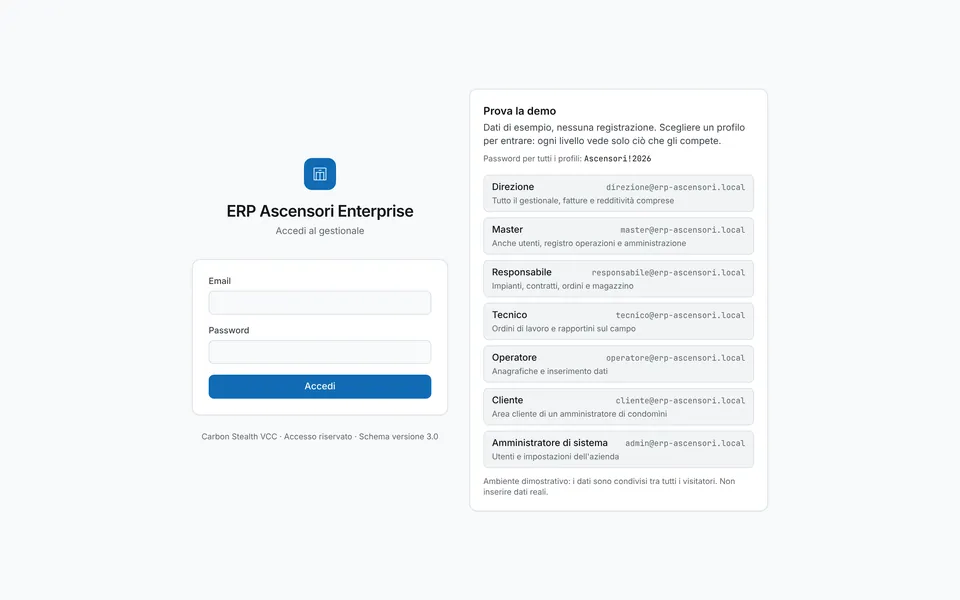 ERP Ascensori Enterprise
Accedi al gestionale
Email
Password
Accedi
Carbon Stealth VCC · Accesso riservato · Schema versione 3.0
Prova la demo
Dati di esempio, nessuna registrazione. Scegliere un profilo
per entrare: ogni livello vede solo ciò che gli compete.
Password per tutti i profili: Ascensori!2026
Direzione direzione@erp-ascensori.local
Tutto il gestionale, fatture e redditività comprese
Master master@erp-ascensori.local
Anche utenti, registro operazioni e amministrazione
Responsabile responsabile@erp-ascensori.local
Impianti, contratti, ordini e magazzino
Tecnico tecnico@erp-ascensori.local
Ordini di lavoro e rapportini sul campo
Operatore operatore@erp-ascensori.local
Anagrafiche e inserimento dati
Cliente cliente@erp-ascensori.local
Area cliente di un amministratore di condomini
Amministratore di sistema admin@erp-ascensori.local
Utenti e impostazioni dell'azienda
Ambiente dimostrativo: i dati sono condivisi tra tutti i visitatori. Non
inserire dati reali.